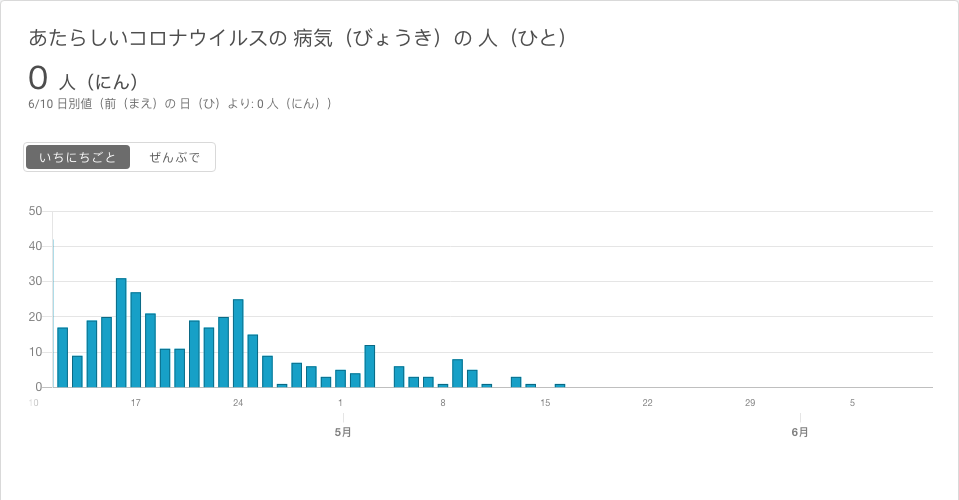 あたらしいコロナウイルスの 病気（びょうき）の 人（ひと）
0 人（にん）
6/10 日別値（前（まえ）の 日（ひ）より: 0 人（にん））
いちにちごと ぜんぶで
50
40
30
20
10
0
10 17 24 1 8 15 22 29 5
5月 6月